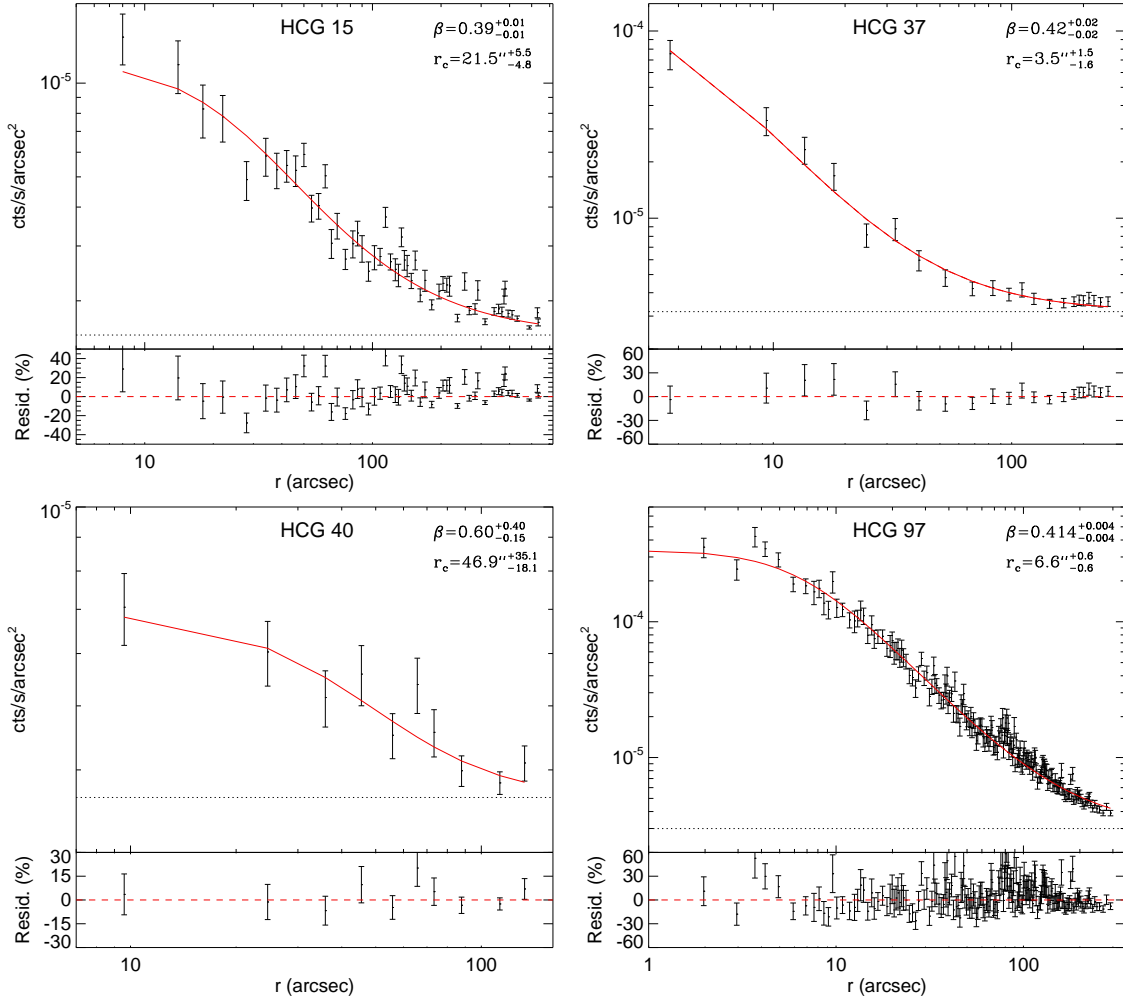 HCG 15
β=0.39+0.01 −0.01
r_c=21.5″+5.5 −4.8
10^-5
cts/s/arcsec²
40
20
0
-20
-40
Resid. (%)
10
100
r (arcsec)
HCG 37
β=0.42+0.02 −0.02
r_c=3.5″+1.5 −1.6
10^-4
10^-5
cts/s/arcsec²
60
30
0
-30
-60
Resid. (%)
10
100
r (arcsec)
HCG 40
β=0.60+0.40 −0.15
r_c=46.9″+35.1 −18.1
10^-5
cts/s/arcsec²
30
15
0
-15
-30
Resid. (%)
10
100
r (arcsec)
HCG 97
β=0.414+0.004 −0.004
r_c=6.6″+0.6 −0.6
10^-4
10^-5
cts/s/arcsec²
60
30
0
-30
-60
Resid. (%)
1
10
100
r (arcsec)